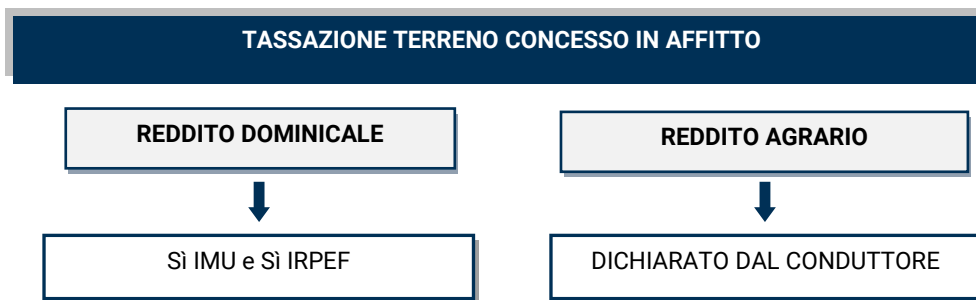 TASSAZIONE TERRENO CONCESSO IN AFFITTO
REDDITO DOMINICALE
REDDITO AGRARIO
Sì IMU e Sì IRPEF
DICHIARATO DAL CONDUTTORE